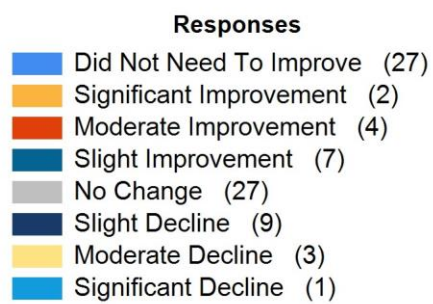 Responses
Did Not Need To Improve (27)
Significant Improvement (2)
Moderate Improvement (4)
Slight Improvement (7)
No Change (27)
Slight Decline (9)
Moderate Decline (3)
Significant Decline (1)